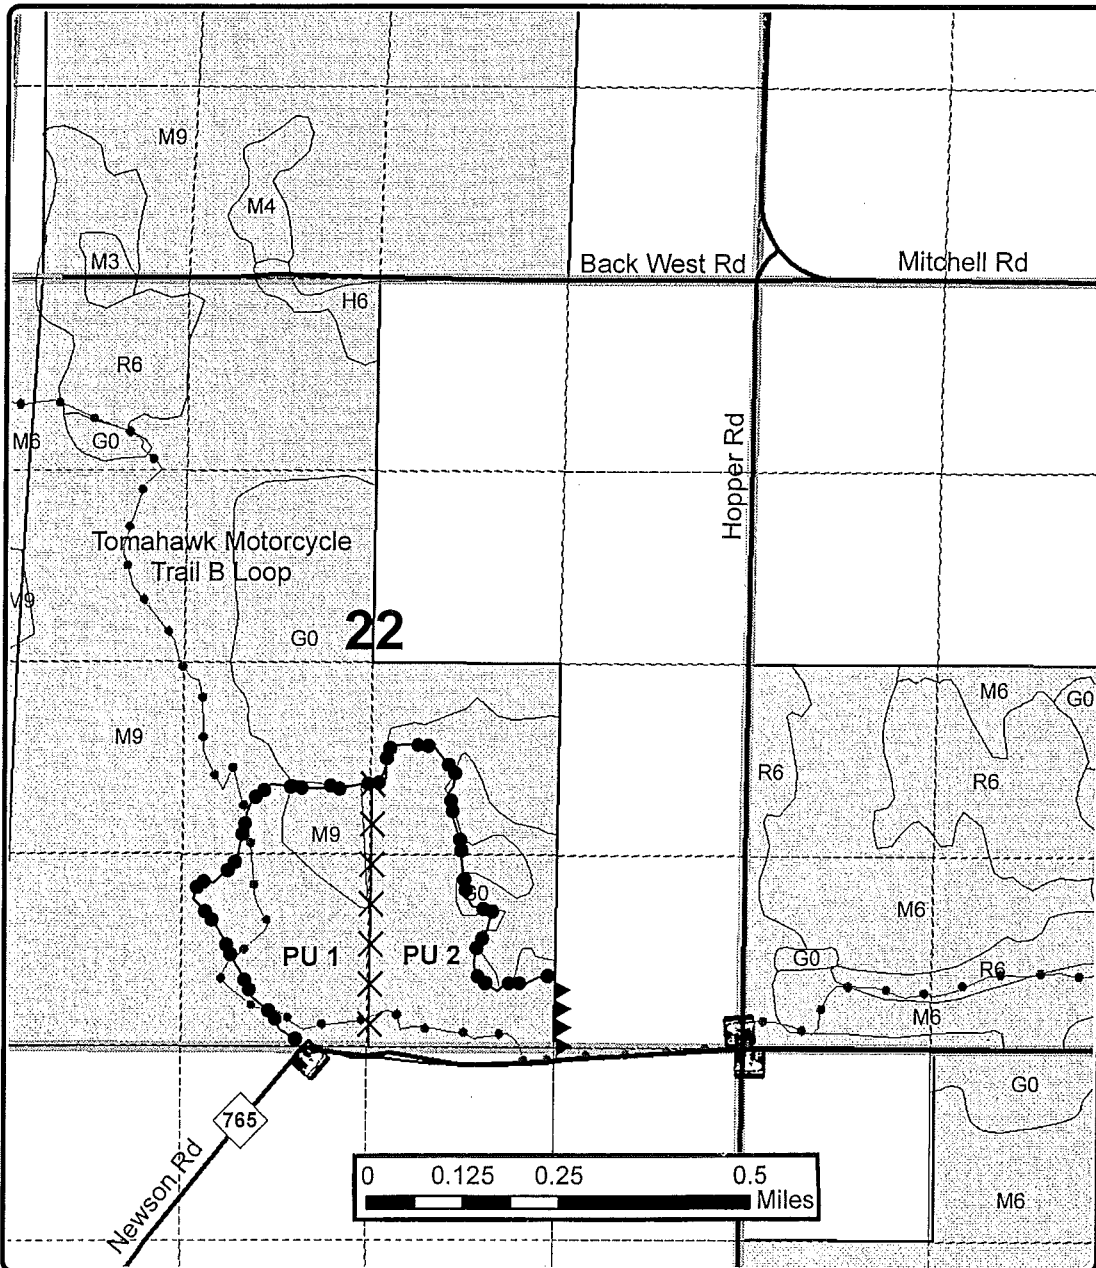 M9
M4
M3
Back West Rd
Mitchell Rd
H6
R6
M6
G0
Hopper Rd
Tomahawk Motorcycle
Trail B Loop
G0
22
M6
G0
M9
R6
R6
M9
G0
M6
PU 1
PU 2
G0
R6
M6
G0
765
Newson Rd
0
0.125
0.25
0.5
Miles
M6